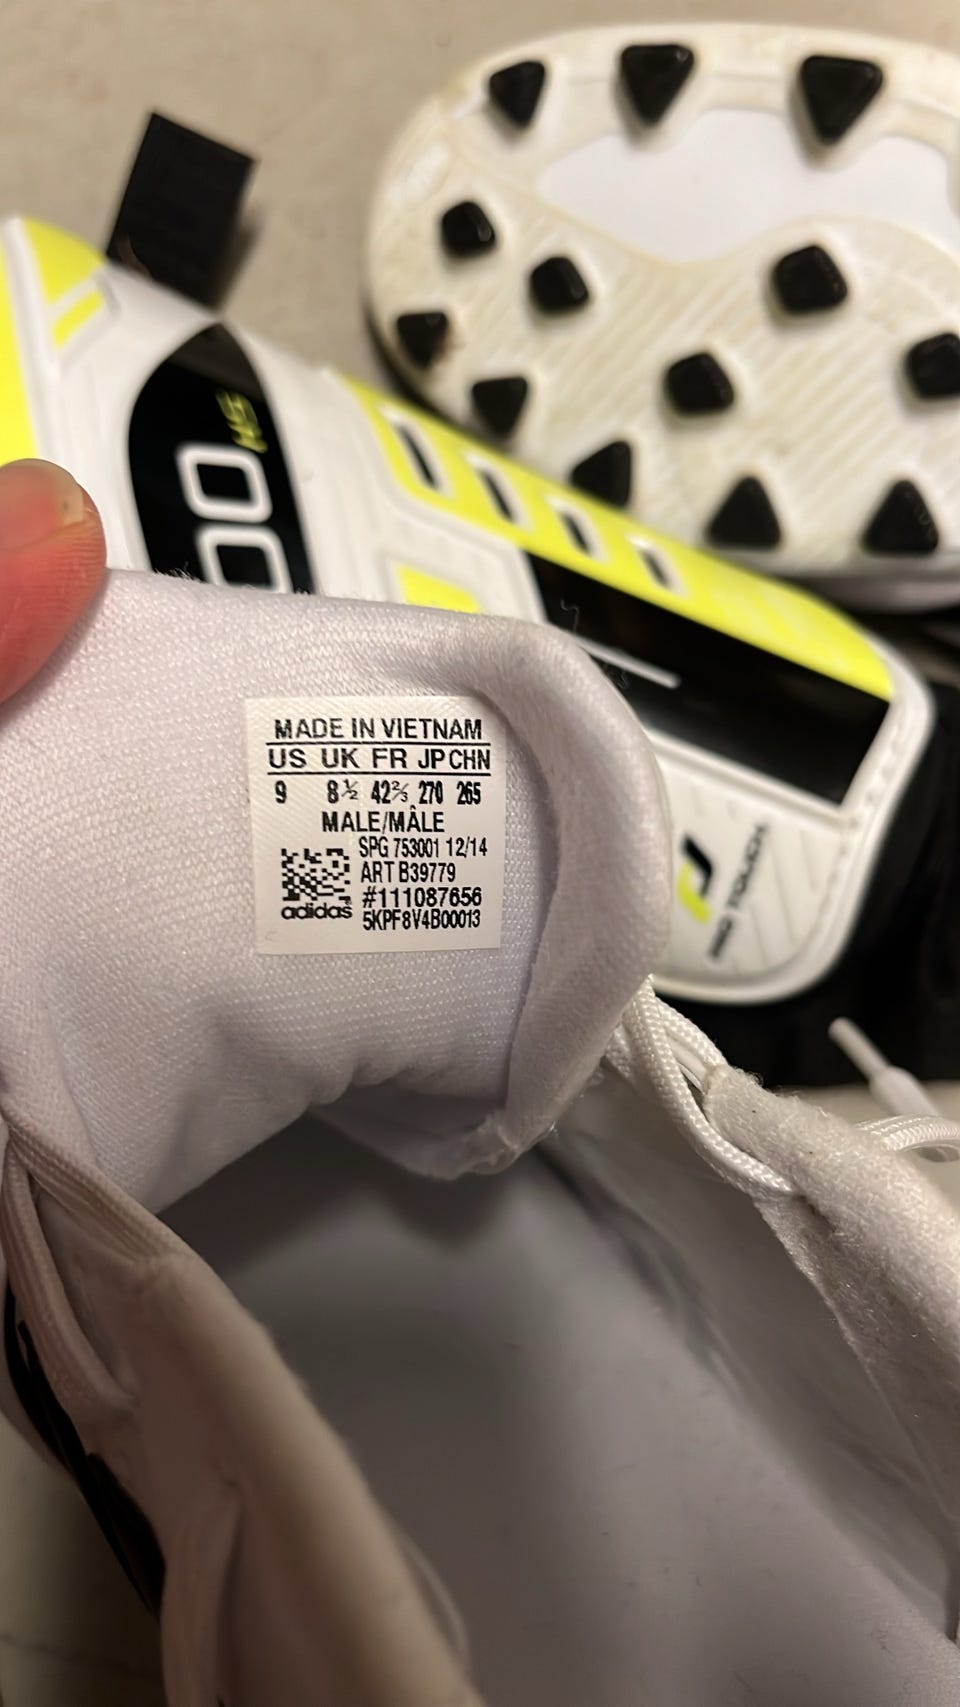 MADE IN VIETNAM
US UK FR JP CHN
9 8½ 42⅔ 270 265
MALE/MÂLE
SPG 753001 12/14
ART B39779
#111087656
adidas 5KPF8V4B00013
PRO TOUCH